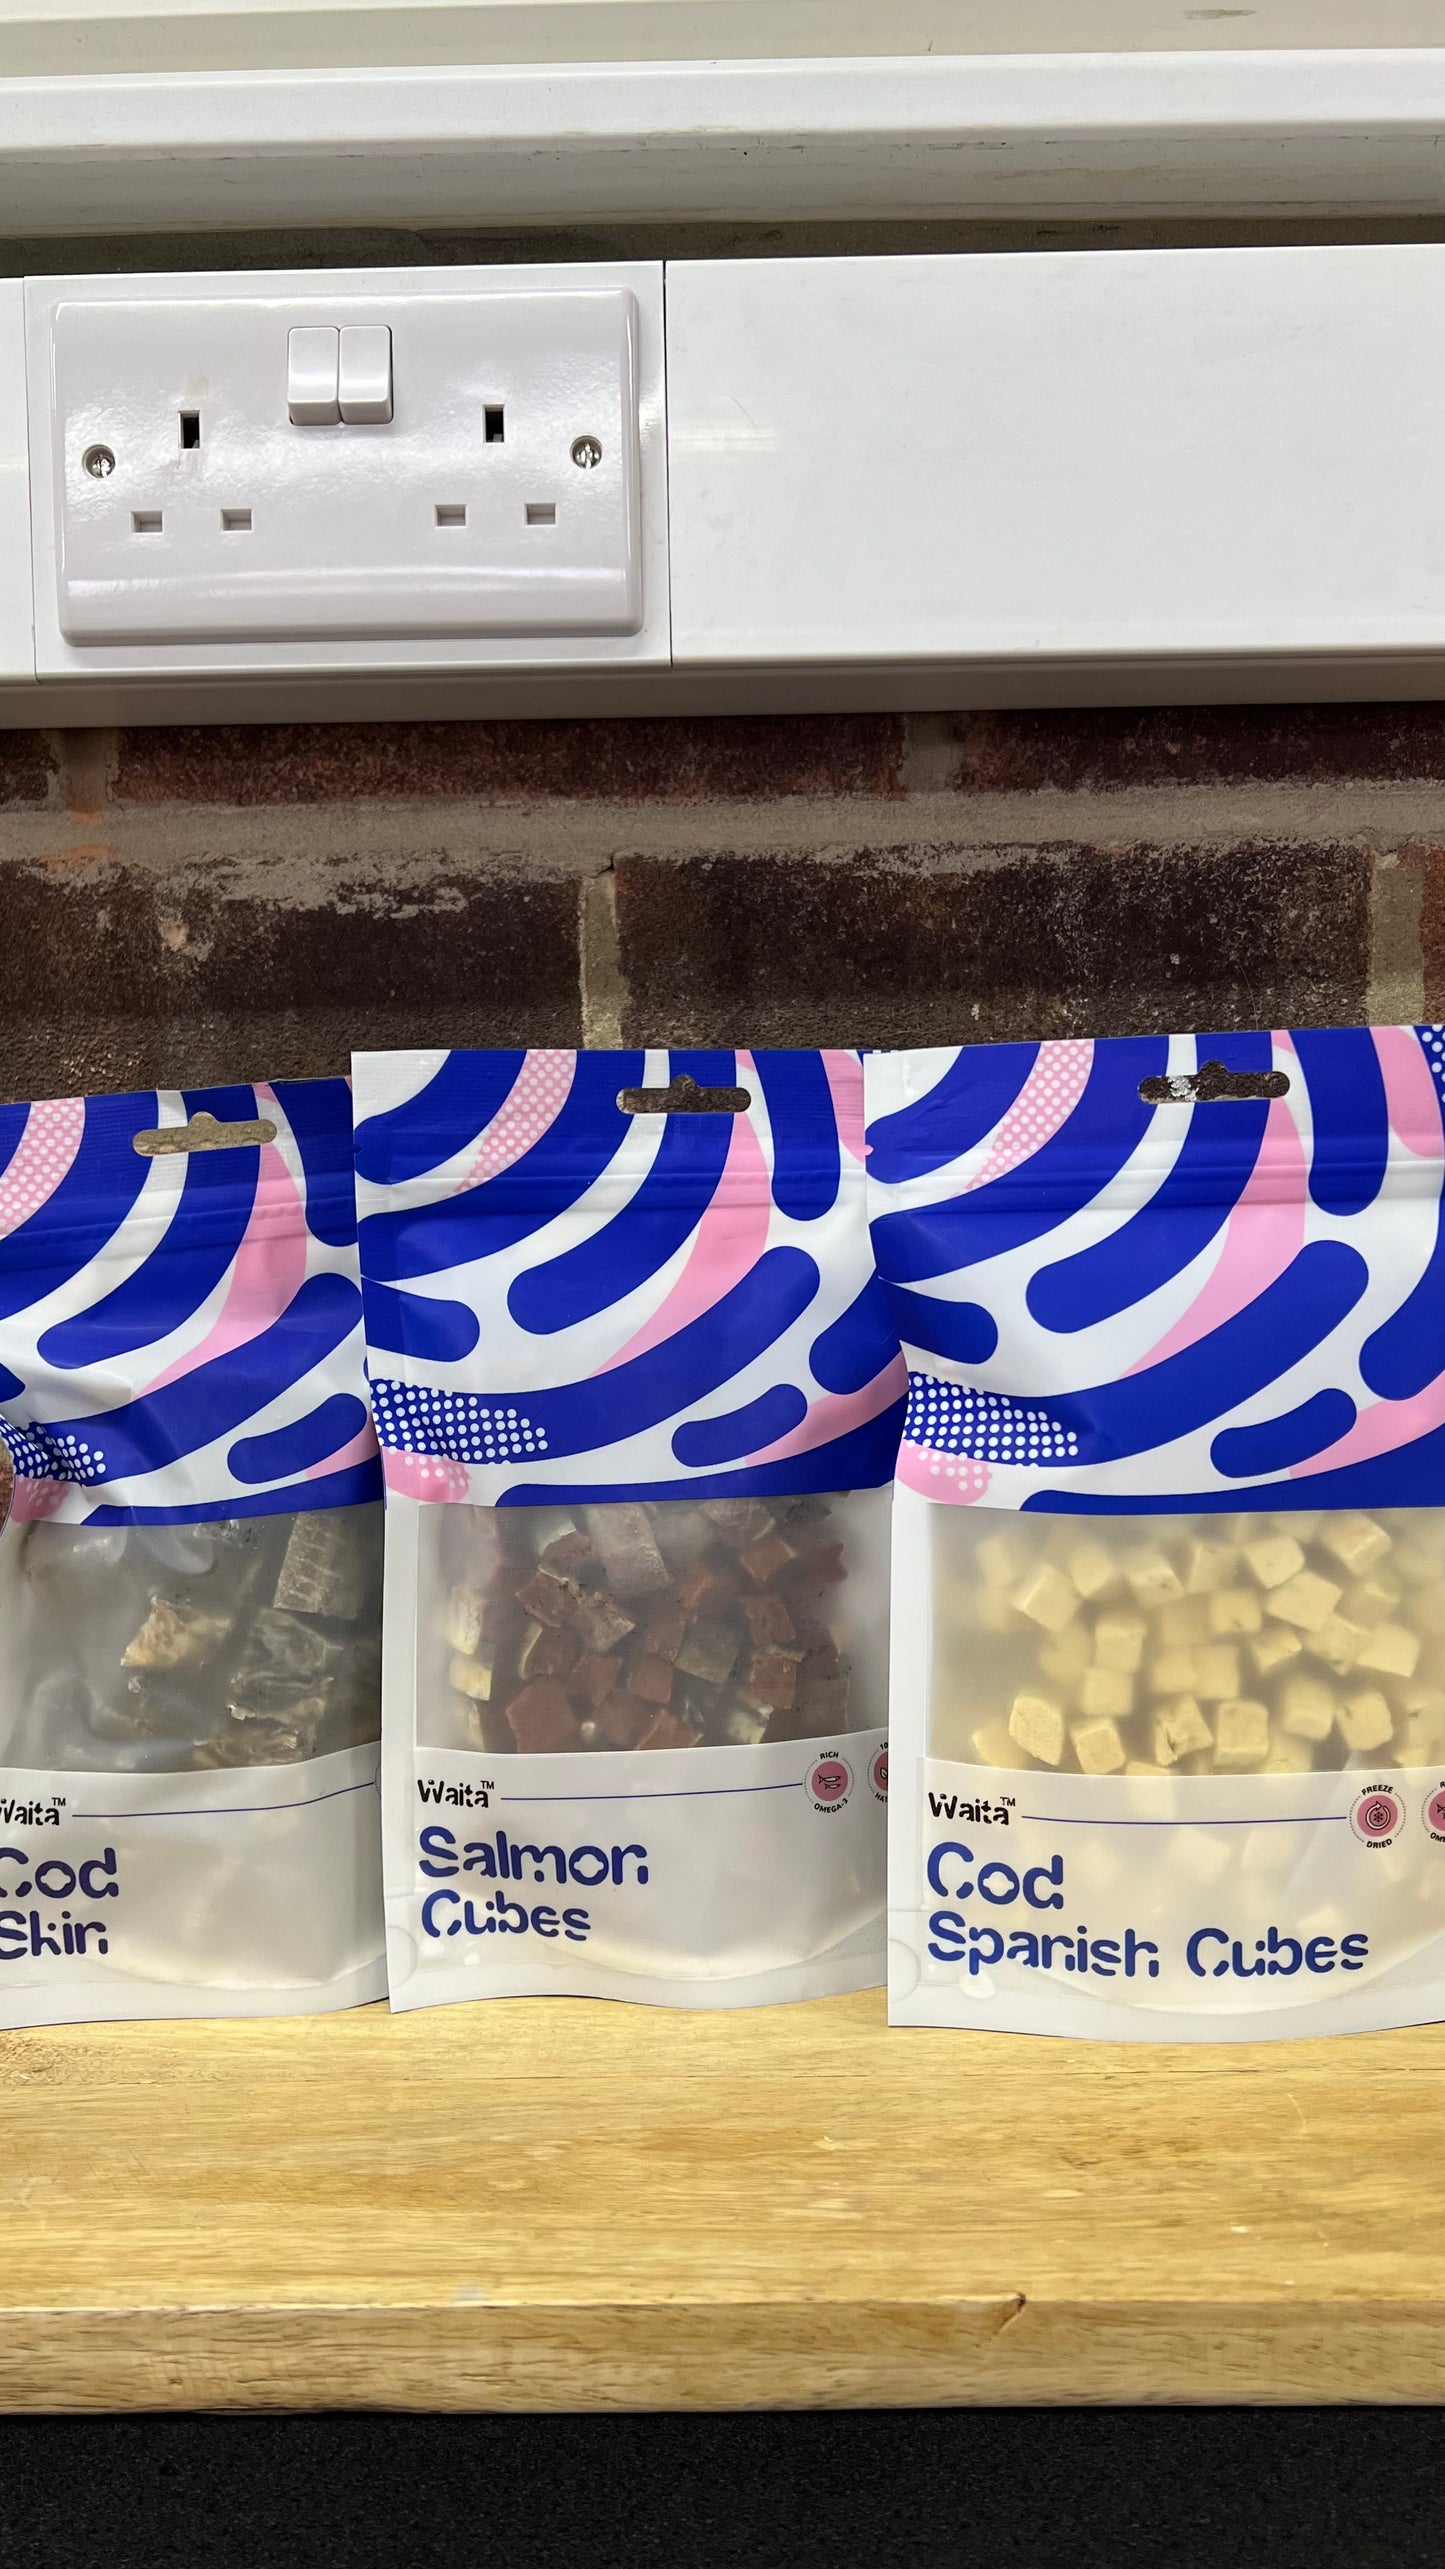 Waita™
Cod
Skin
Waita™
RICH
OMEGA-3
Salmon
Cubes
Waita™
FREEZE
DRIED
Cod
Spanish Cubes